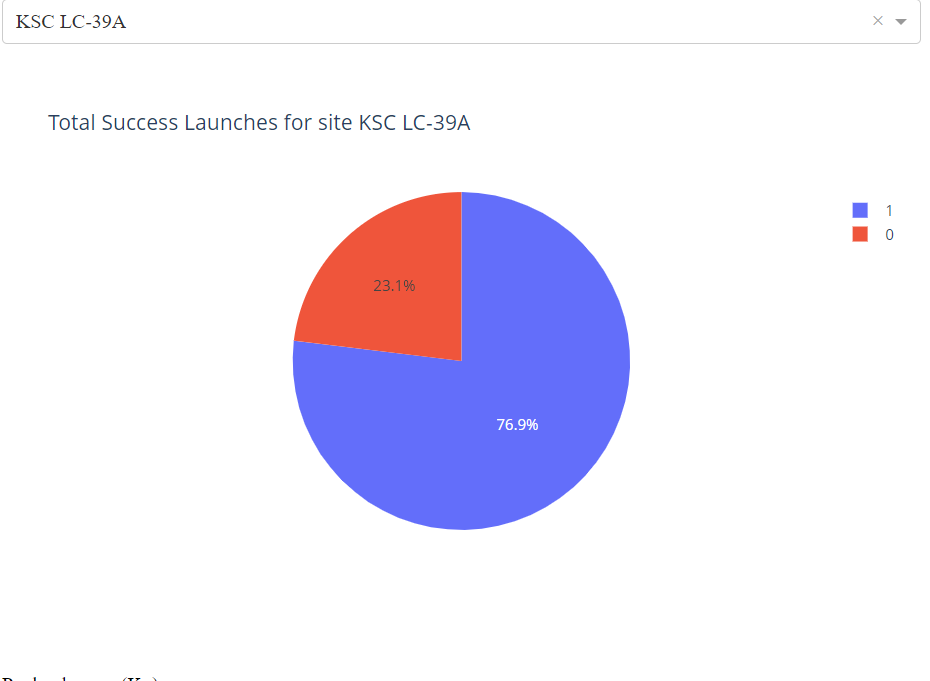 KSC LC-39A
Total Success Launches for site KSC LC-39A
1
0
23.1%
76.9%